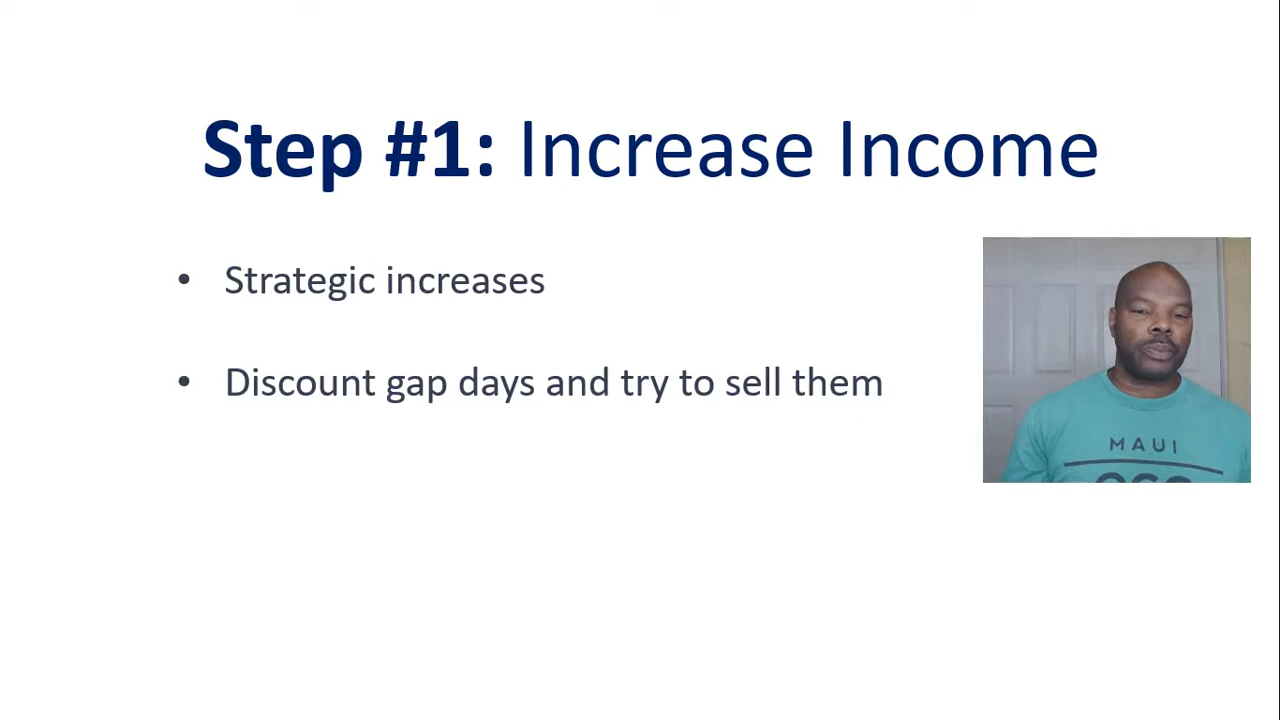 Step #1: Increase Income
• Strategic increases
• Discount gap days and try to sell them
MAUI